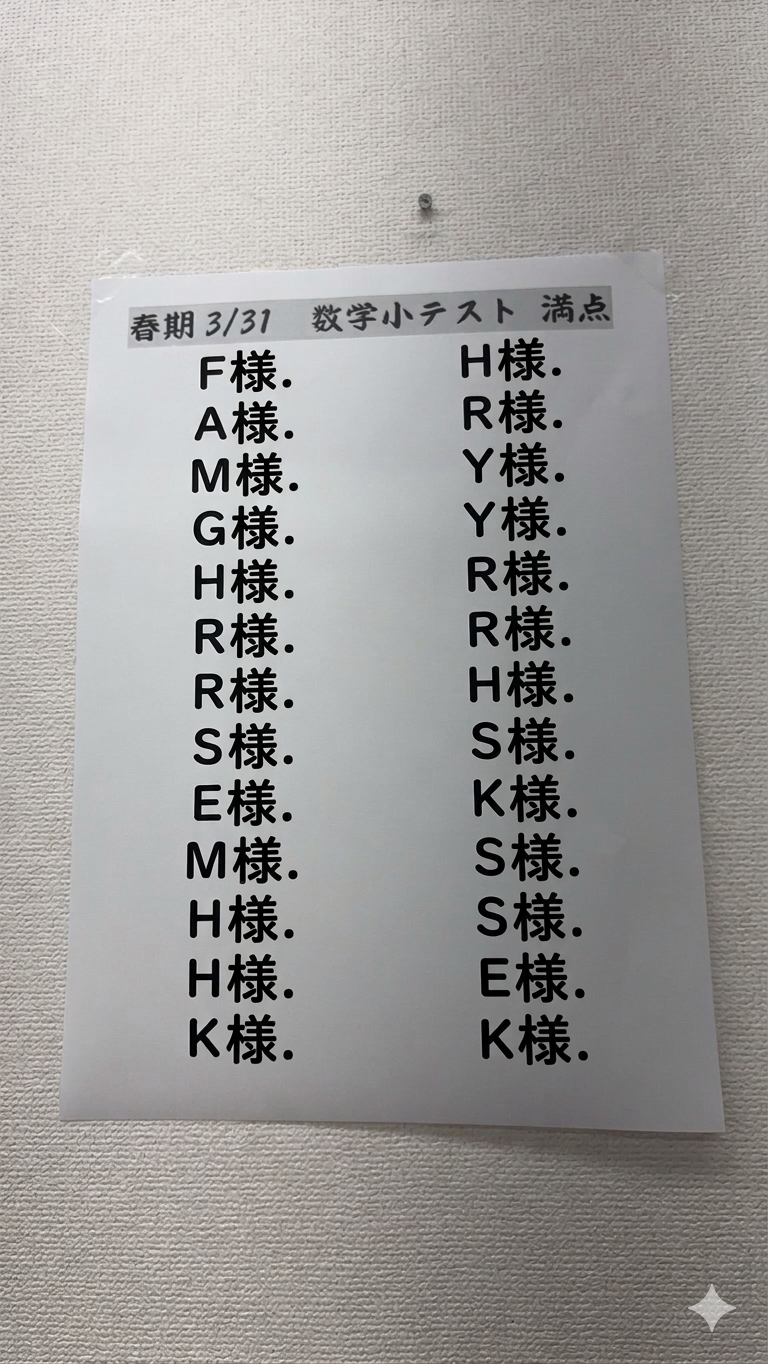 春期 3/31 数学小テスト 満点
F様. H様.
A様. R様.
M様. Y様.
G様. Y様.
H様. R様.
R様. R様.
R様. H様.
S様. S様.
E様. K様.
M様. S様.
H様. S様.
H様. E様.
K様. K様.